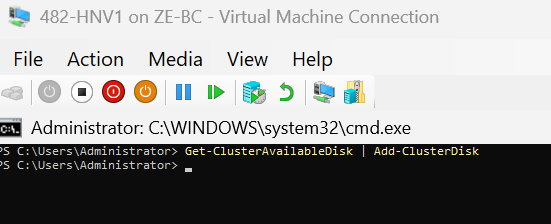 482-HNV1 on ZE-BC - Virtual Machine Connection
File Action Media View Help
Administrator: C:\WINDOWS\system32\cmd.exe
PS C:\Users\Administrator> Get-ClusterAvailableDisk | Add-ClusterDisk
PS C:\Users\Administrator>